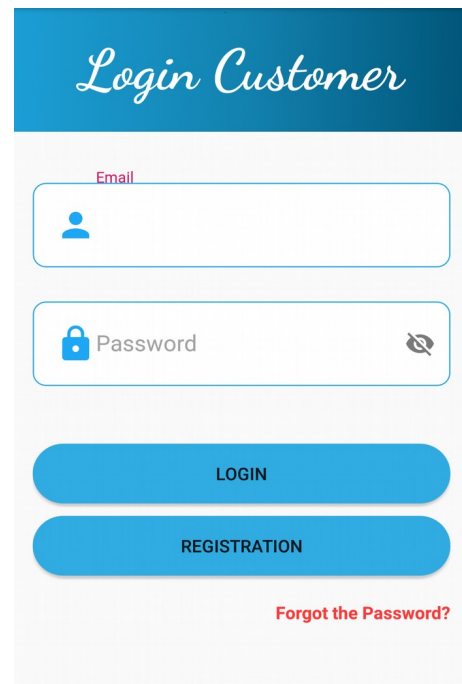 Login Customer
Email
Password
LOGIN
REGISTRATION
Forgot the Password?